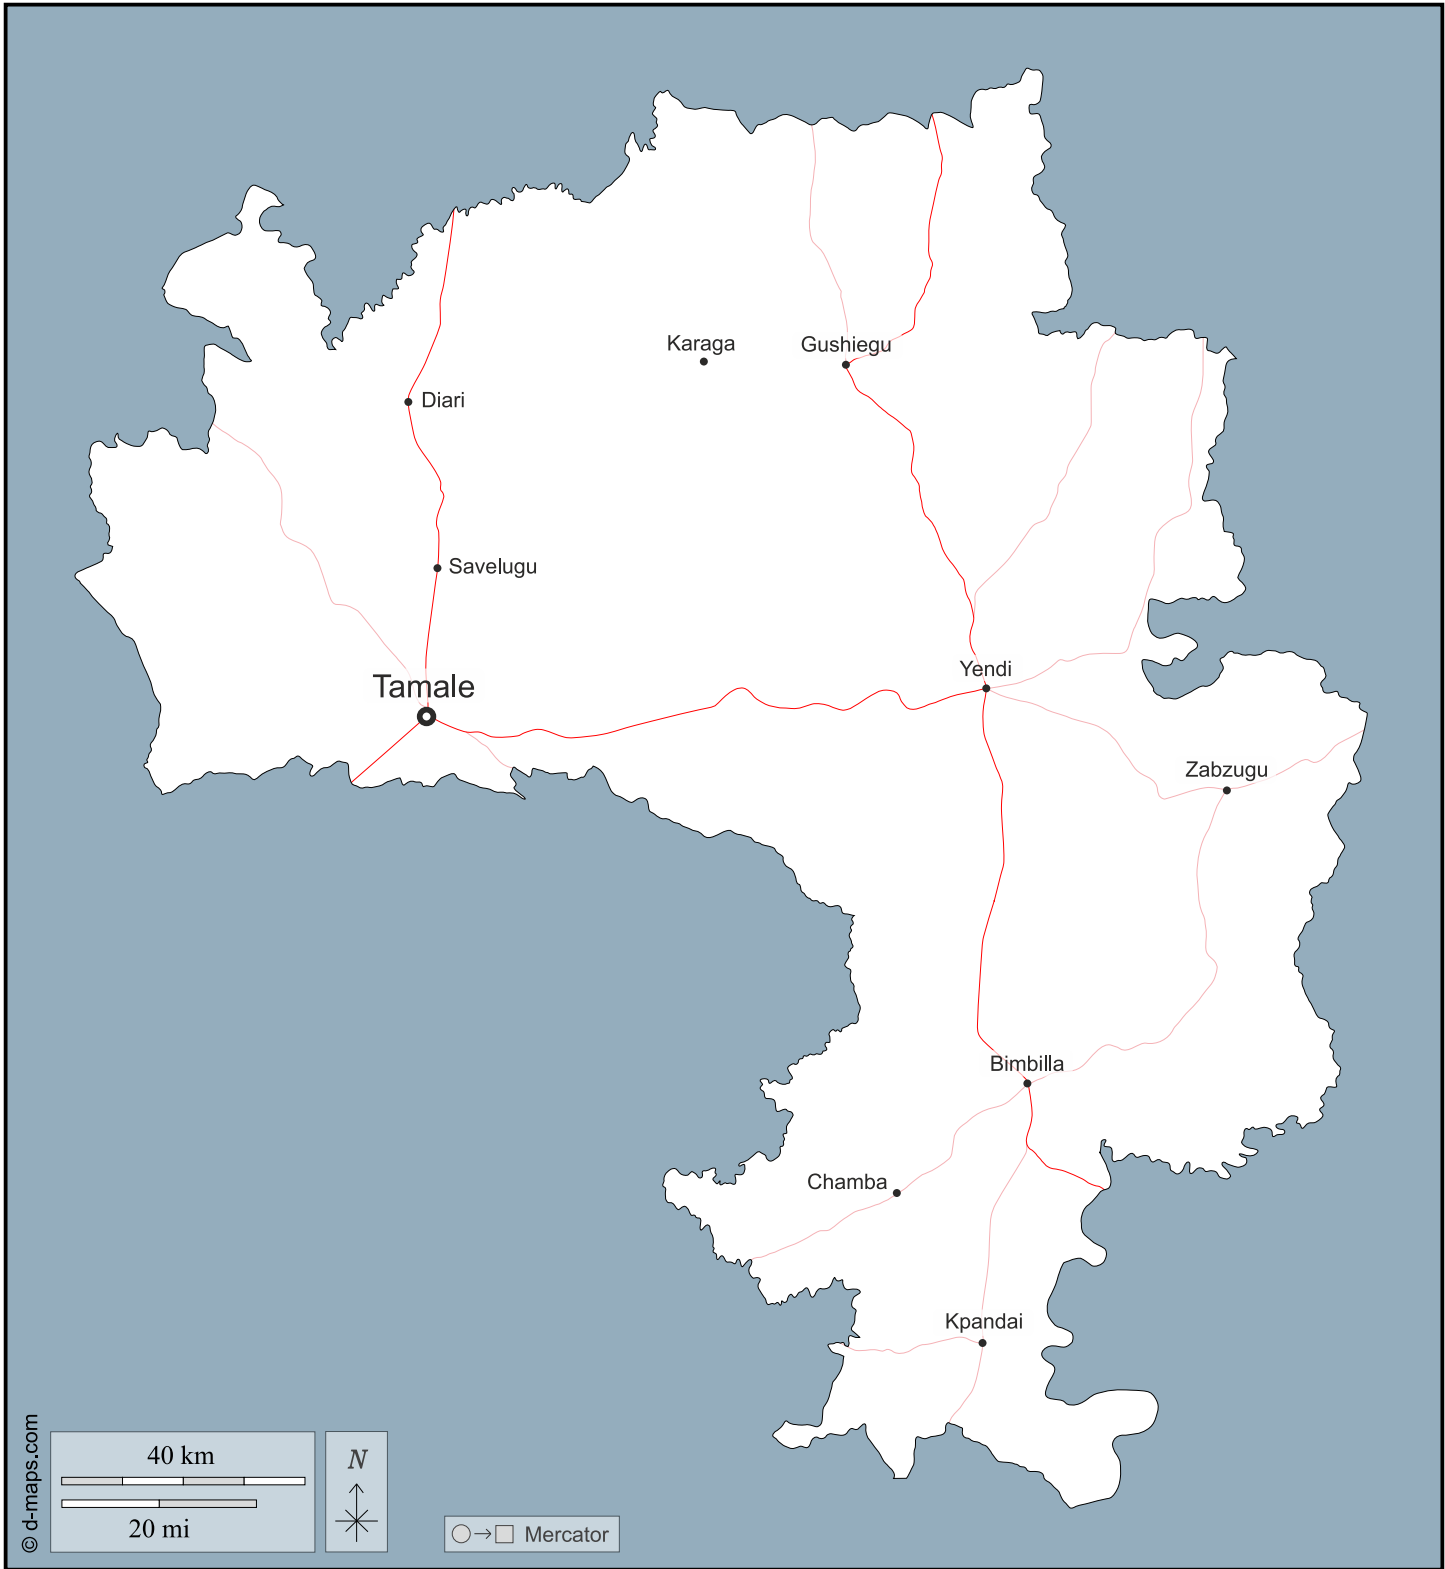 Karaga
Gushiegu
Diari
Savelugu
Yendi
Tamale
Zabzugu
Bimbilla
Chamba
Kpandai
40 km
20 mi
N
Mercator
© d-maps.com